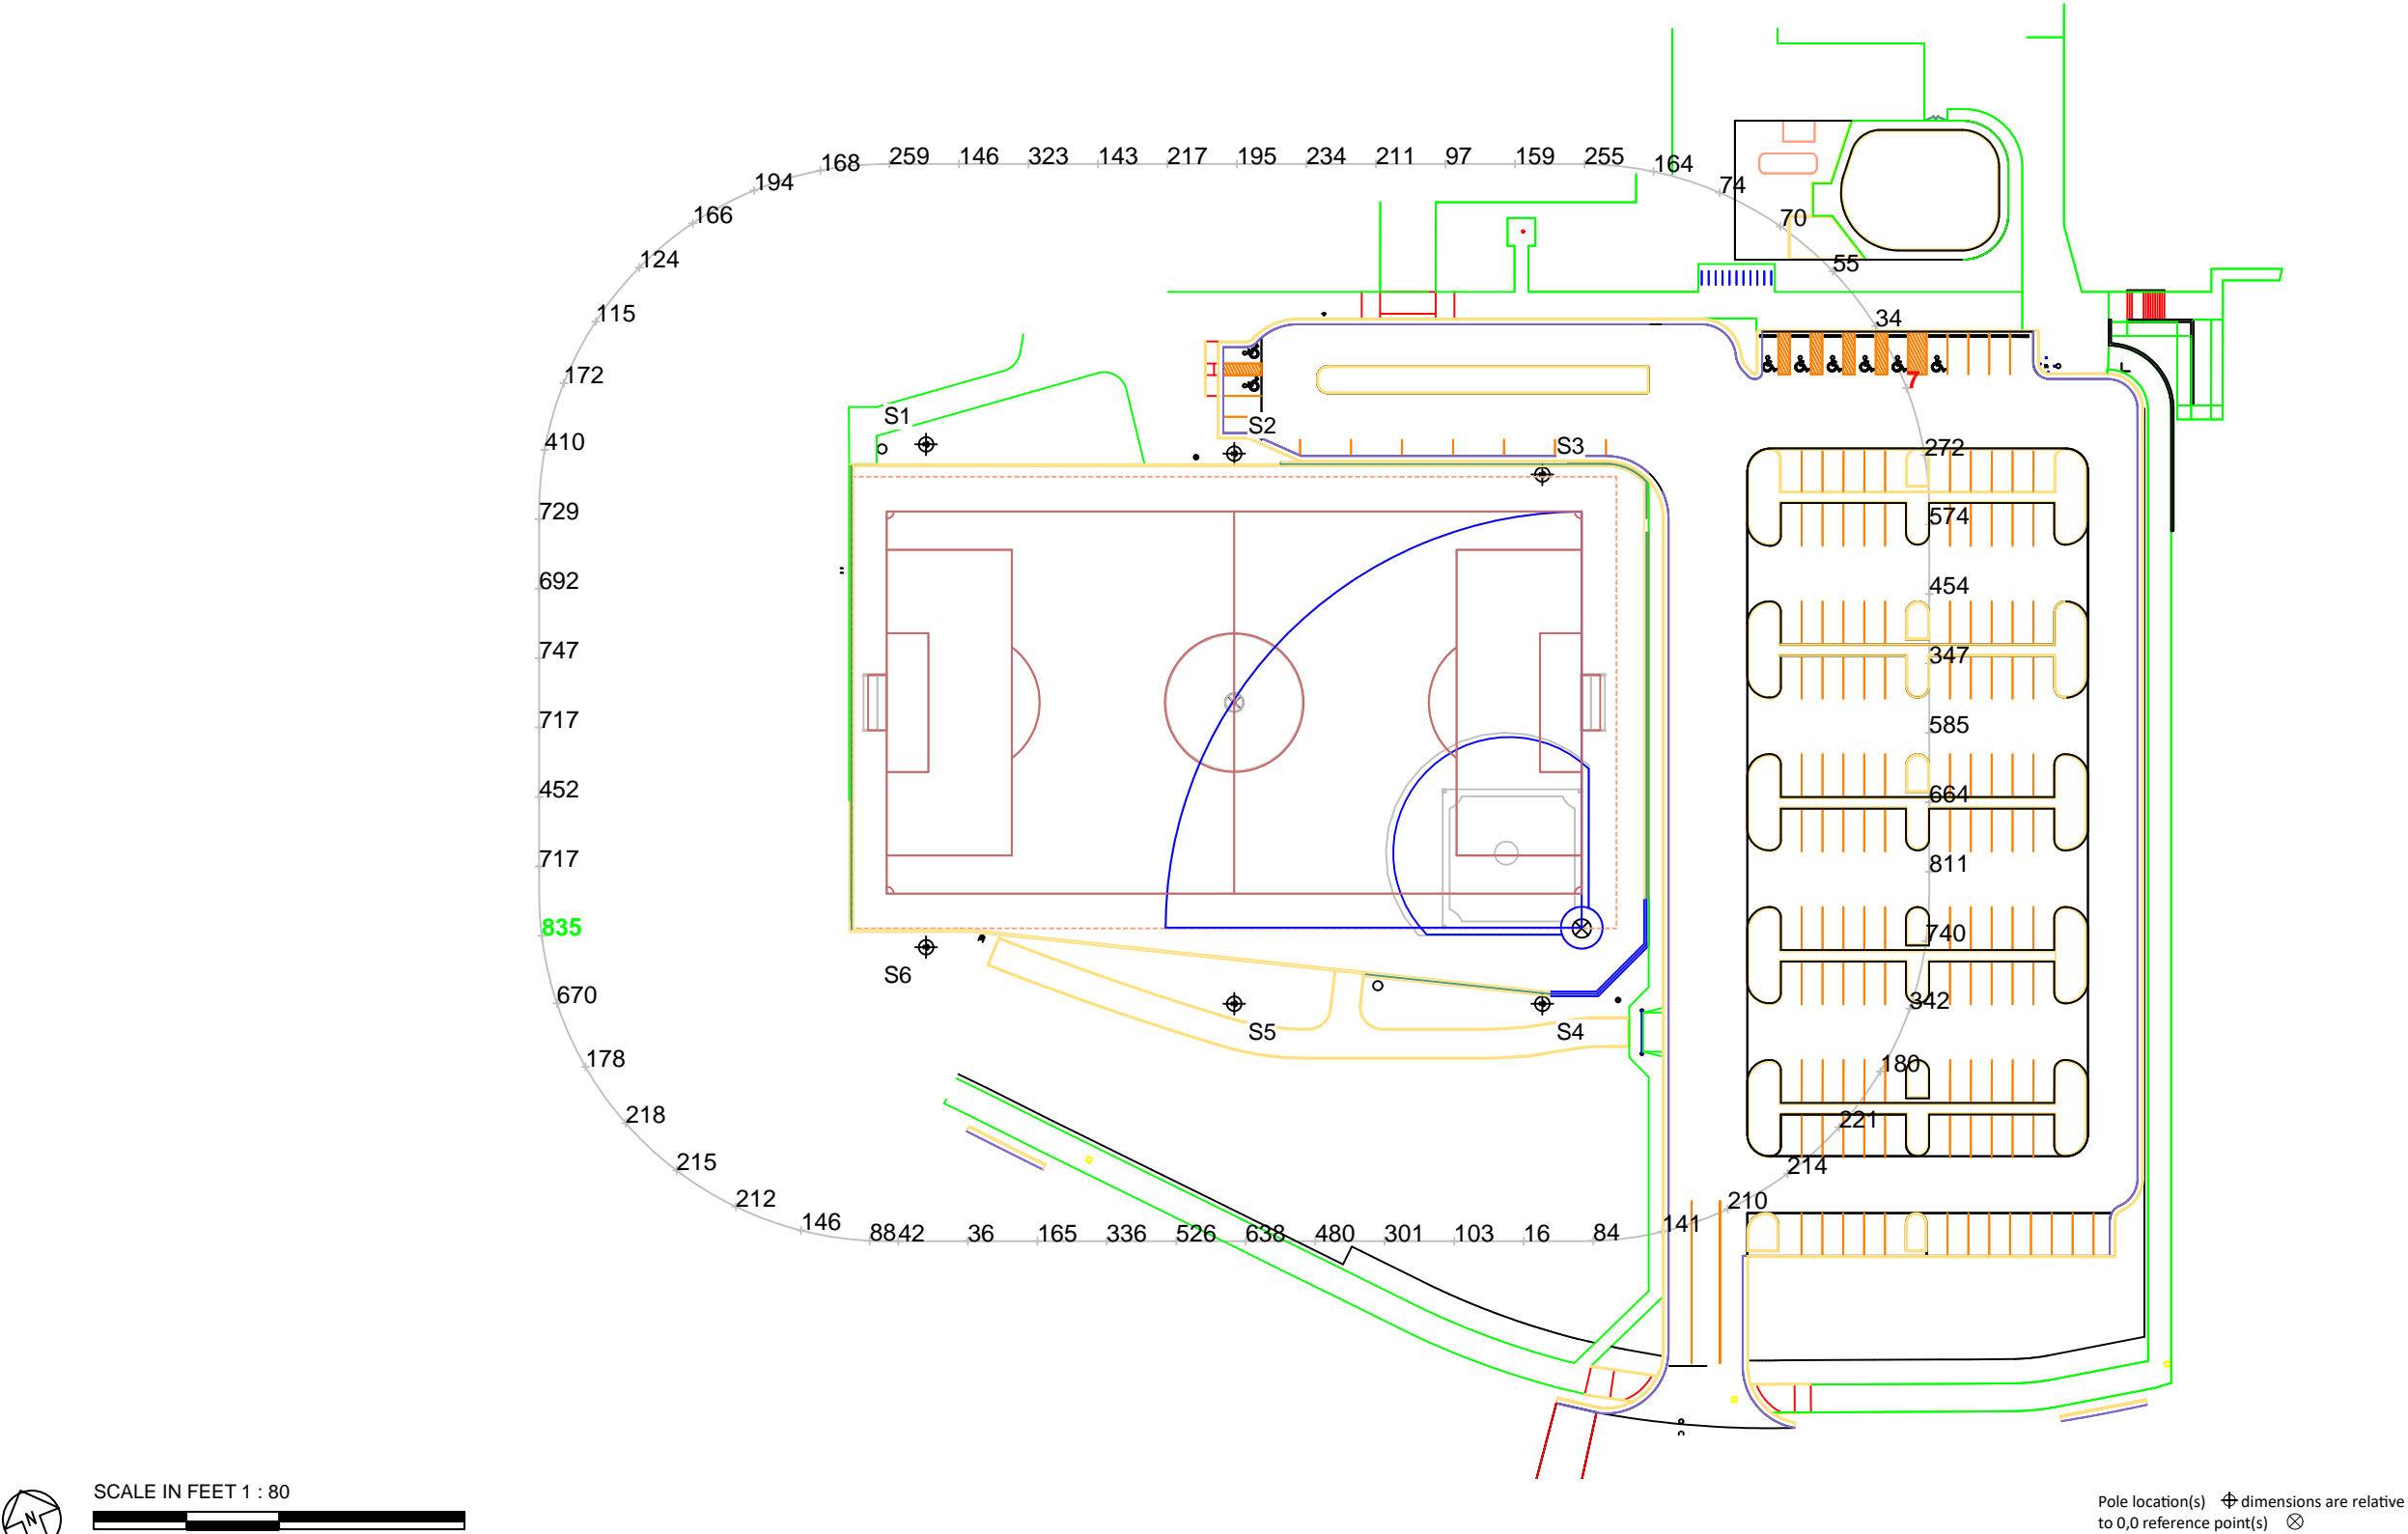 259 146 323 143 217 195 234 211 97 159 255
168 164
194 74
166 70
124 55
115 34
172 7
S1 S2 S3
410 272
729 574
692 454
747 347
717 585
452 664
717 811
835 740
S6 S5 S4
670 342
178 180
218 221
215 214
212 210
146 88 42 36 165 336 526 638 480 301 103 16 84 141
SCALE IN FEET 1 : 80
N
Pole location(s) dimensions are relative
to 0,0 reference point(s)